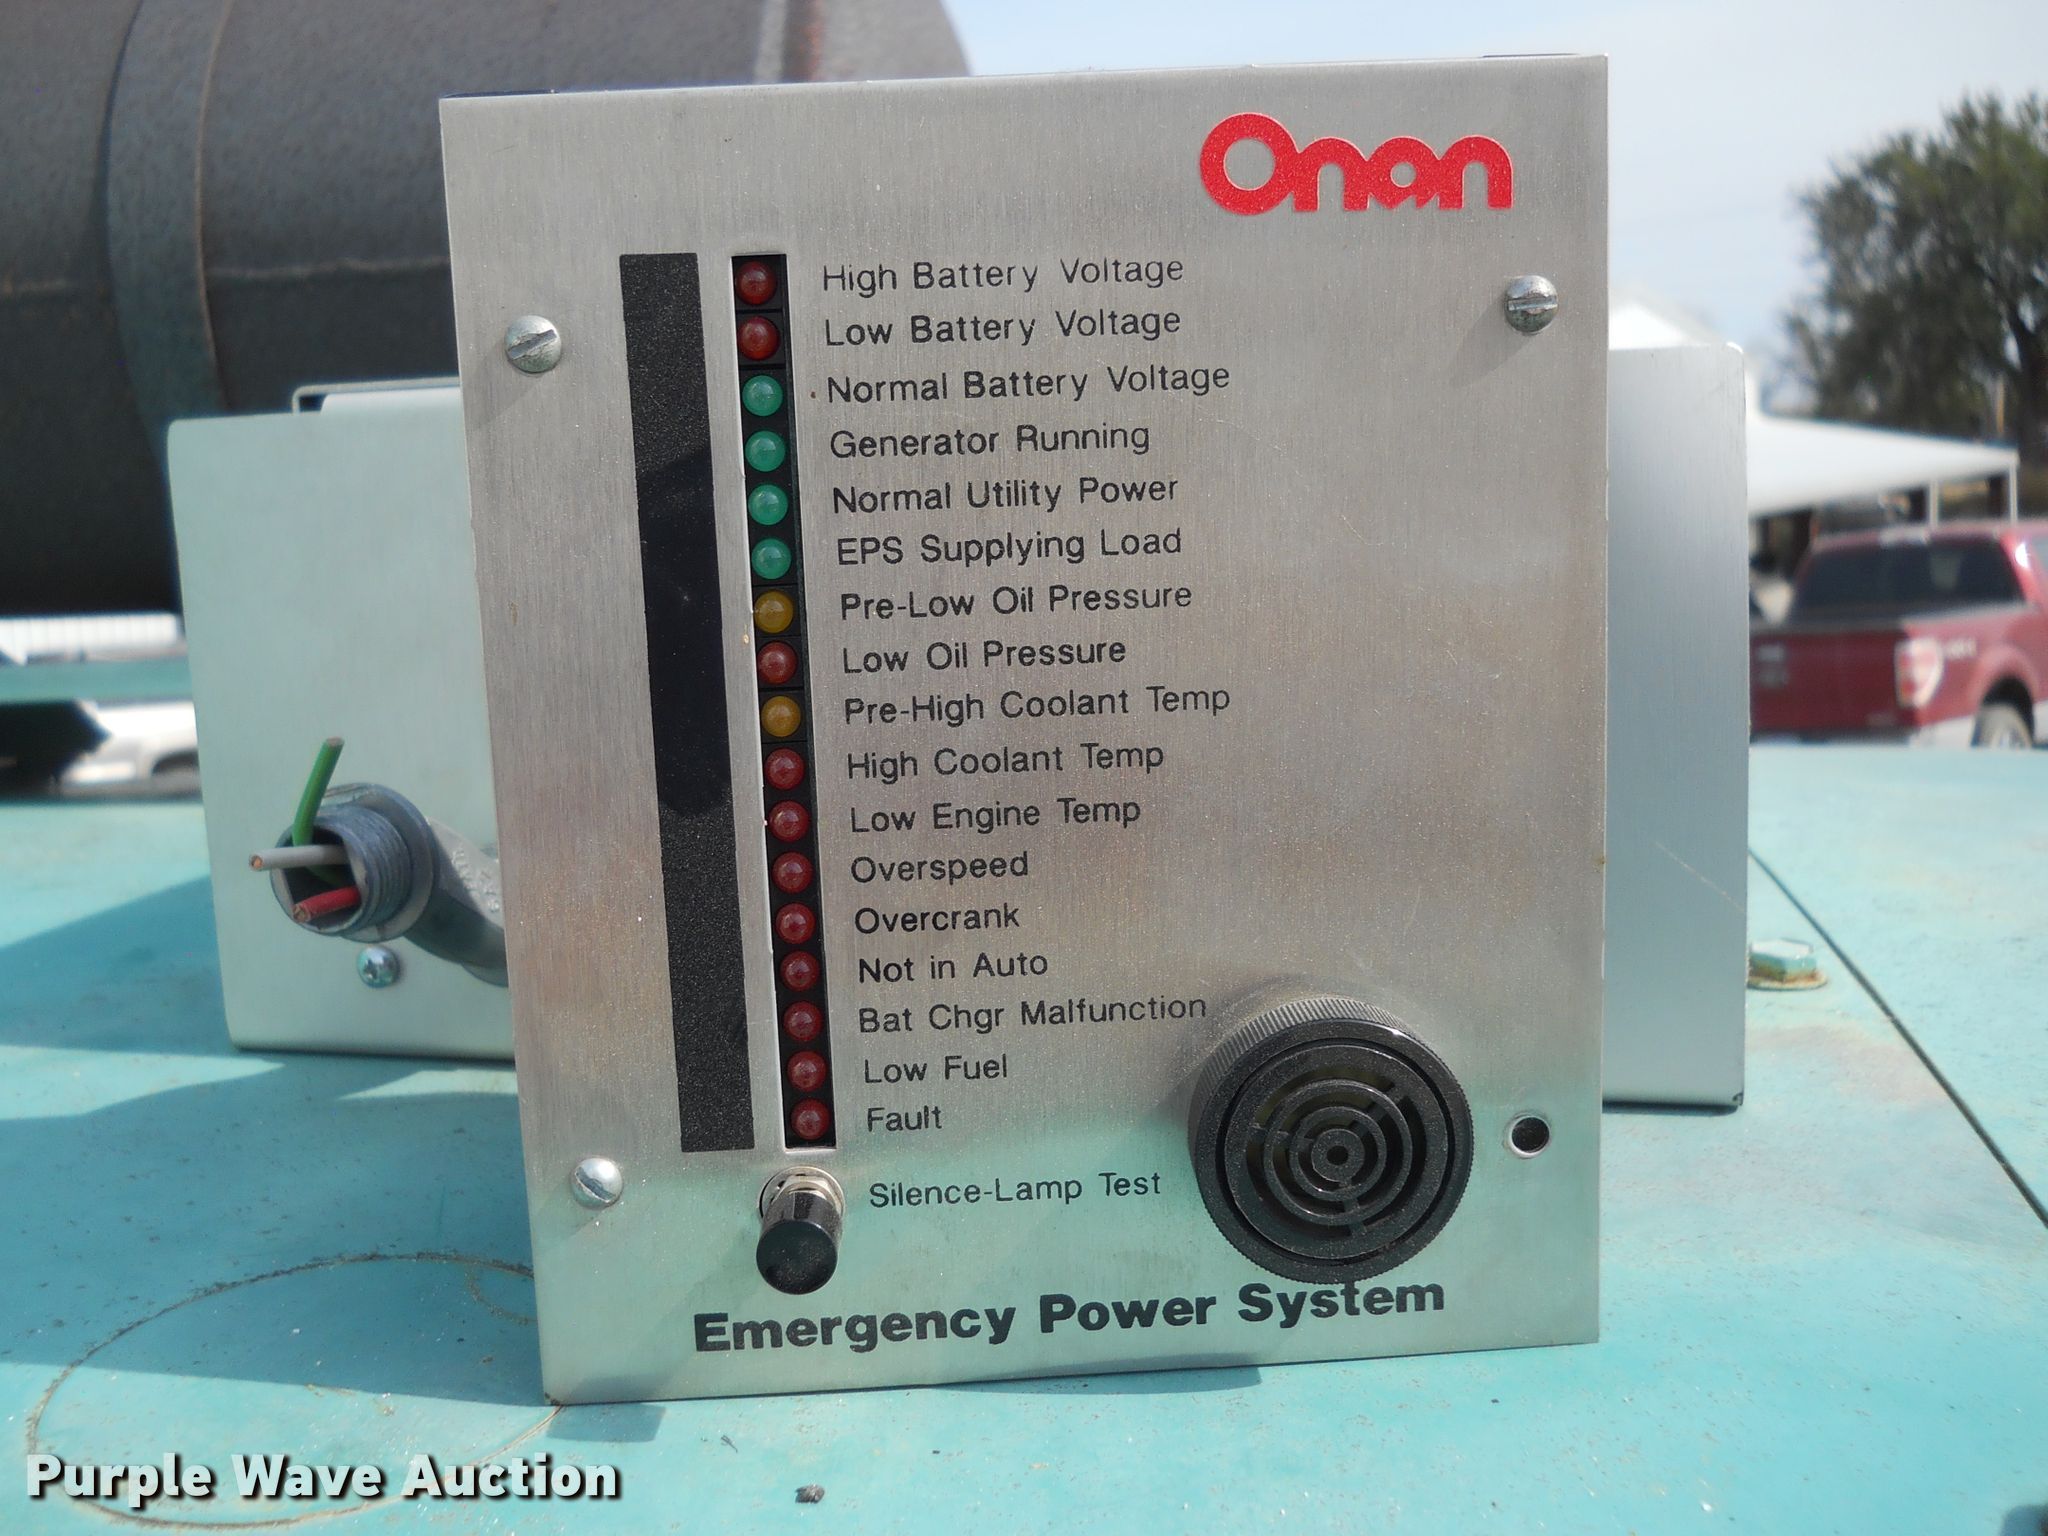 Onan
High Battery Voltage
Low Battery Voltage
Normal Battery Voltage
Generator Running
Normal Utility Power
EPS Supplying Load
Pre-Low Oil Pressure
Low Oil Pressure
Pre-High Coolant Temp
High Coolant Temp
Low Engine Temp
Overspeed
Overcrank
Not in Auto
Bat Chgr Malfunction
Low Fuel
Fault
Silence-Lamp Test
Emergency Power System
Purple Wave Auction